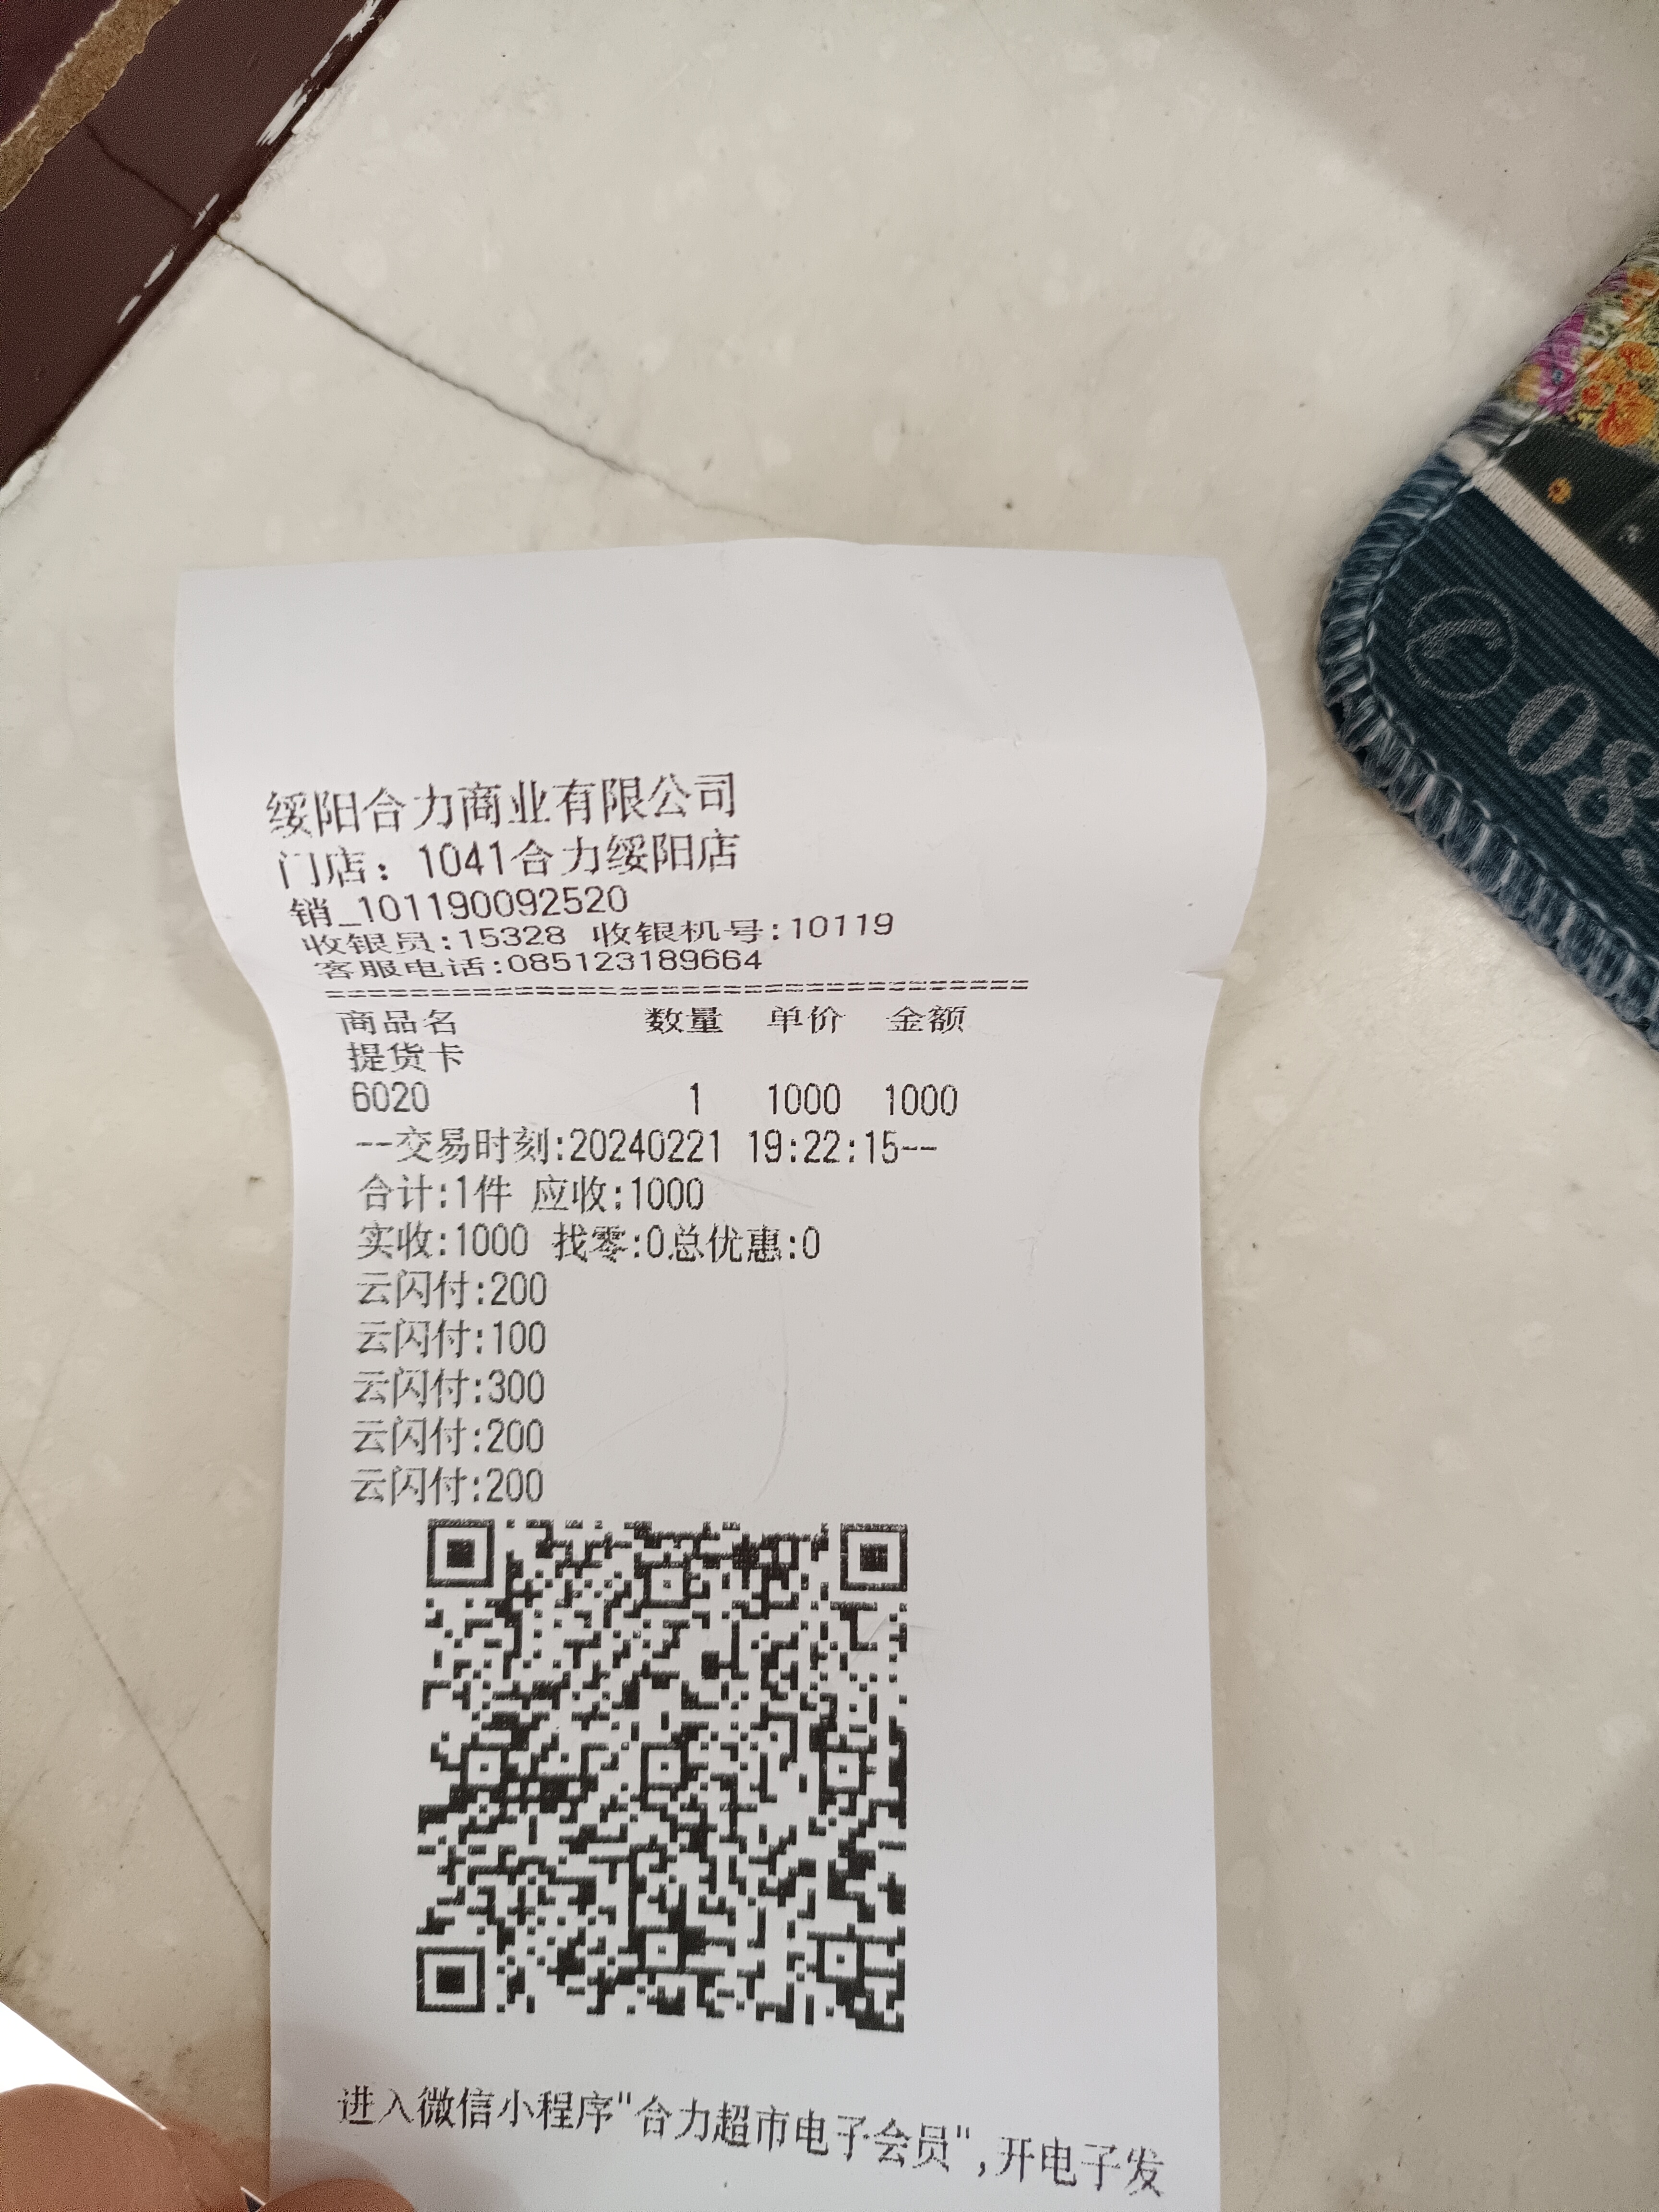 绥阳合力商业有限公司
门店：1041合力绥阳店
销_101190092520
收银员:15328 收银机号:10119
客服电话:085123189664
==================================
商品名 数量 单价 金额
提货卡
6020 1 1000 1000
--交易时刻:20240221 19:22:15--
合计:1件 应收:1000
实收:1000 找零:0总优惠:0
云闪付:200
云闪付:100
云闪付:300
云闪付:200
云闪付:200
进入微信小程序"合力超市电子会员",开电子发
08